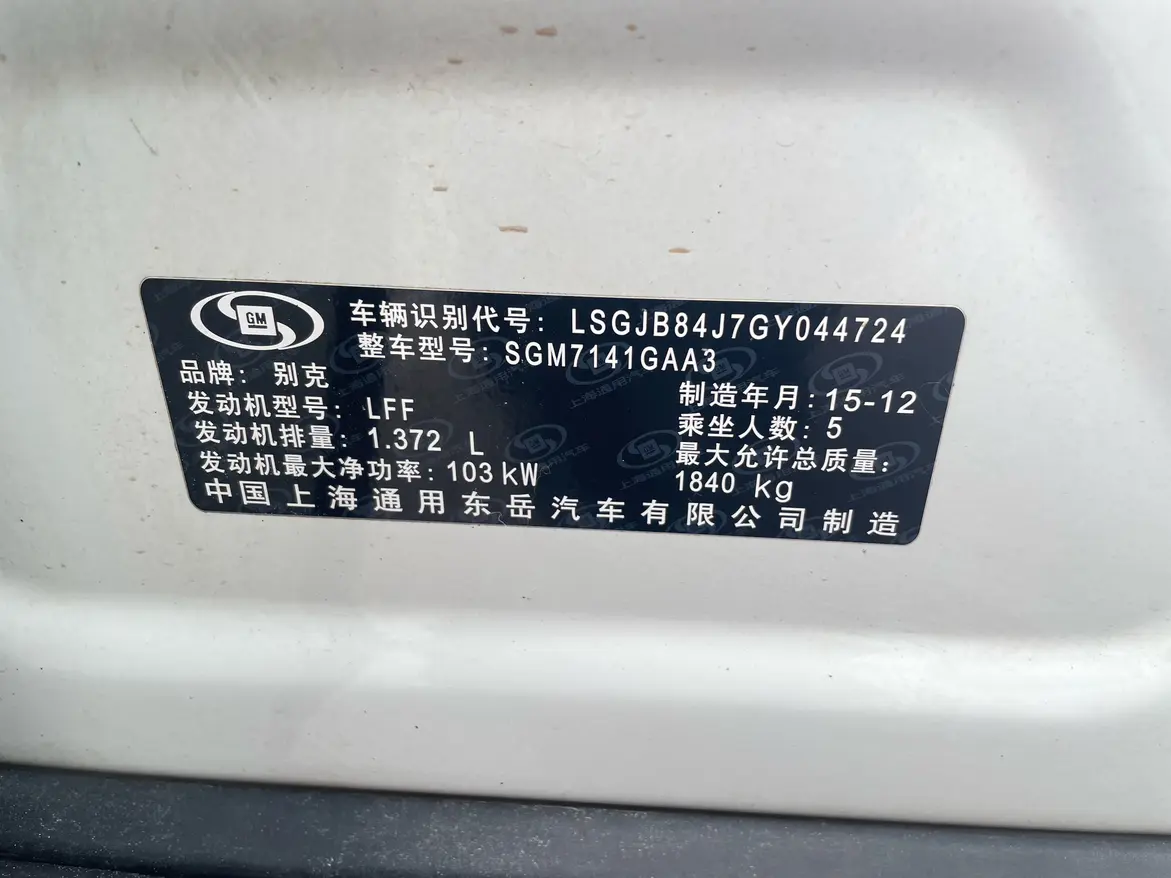 GM
车辆识别代号: LSGJB84J7GY044724
整车型号: SGM7141GAA3
品牌: 别克
制造年月: 15-12
发动机型号: LFF
乘坐人数: 5
发动机排量: 1.372 L
最大允许总质量:
1840 kg
发动机最大净功率: 103 kW
中国上海通用东岳汽车有限公司制造